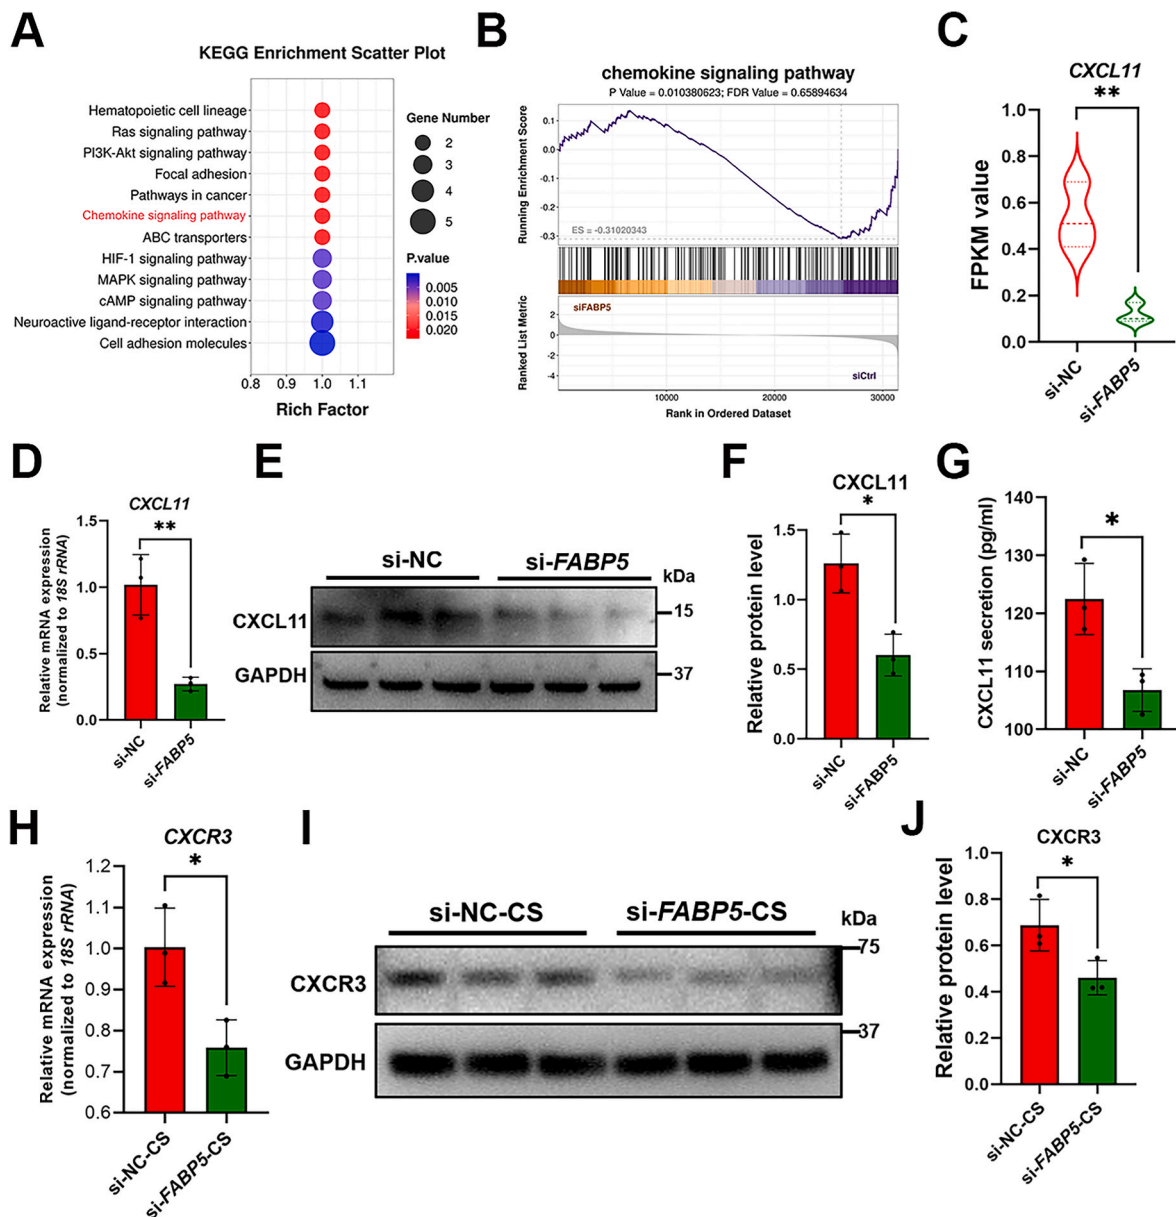 A
KEGG Enrichment Scatter Plot
Hematopoietic cell lineage
Ras signaling pathway
PI3K-Akt signaling pathway
Focal adhesion
Pathways in cancer
Chemokine signaling pathway
ABC transporters
HIF-1 signaling pathway
MAPK signaling pathway
cAMP signaling pathway
Neuroactive ligand-receptor interaction
Cell adhesion molecules
0.8 0.9 1.0 1.1
Rich Factor
Gene Number
2
3
4
5
P.value
0.005
0.010
0.015
0.020
B
chemokine signaling pathway
P Value = 0.010380623; FDR Value = 0.65894634
Running Enrichment Score
0.1
0.0
-0.1
-0.2
-0.3
ES = -0.31020343
Ranked List Metric
2
0
-2
-4
siFABP5
siCtrl
10000 20000 30000
Rank in Ordered Dataset
C
CXCL11
**
FPKM value
1.0
0.8
0.6
0.4
0.2
0.0
si-NC
si-FABP5
D
CXCL11
**
Relative mRNA expression
(normalized to 18S rRNA)
1.5
1.0
0.5
0.0
si-NC
si-FABP5
E
si-NC si-FABP5
kDa
CXCL11
15
GAPDH
37
F
CXCL11
*
Relative protein level
1.5
1.0
0.5
0.0
si-NC
si-FABP5
G
*
CXCL11 secretion (pg/ml)
140
130
120
110
100
si-NC
si-FABP5
H
CXCR3
*
Relative mRNA expression
(normalized to 18S rRNA)
1.2
1.1
1.0
0.9
0.8
0.7
0.6
si-NC-CS
si-FABP5-CS
I
si-NC-CS si-FABP5-CS
kDa
75
CXCR3
37
GAPDH
J
CXCR3
*
Relative protein level
1.0
0.8
0.6
0.4
0.2
0.0
si-NC-CS
si-FABP5-CS